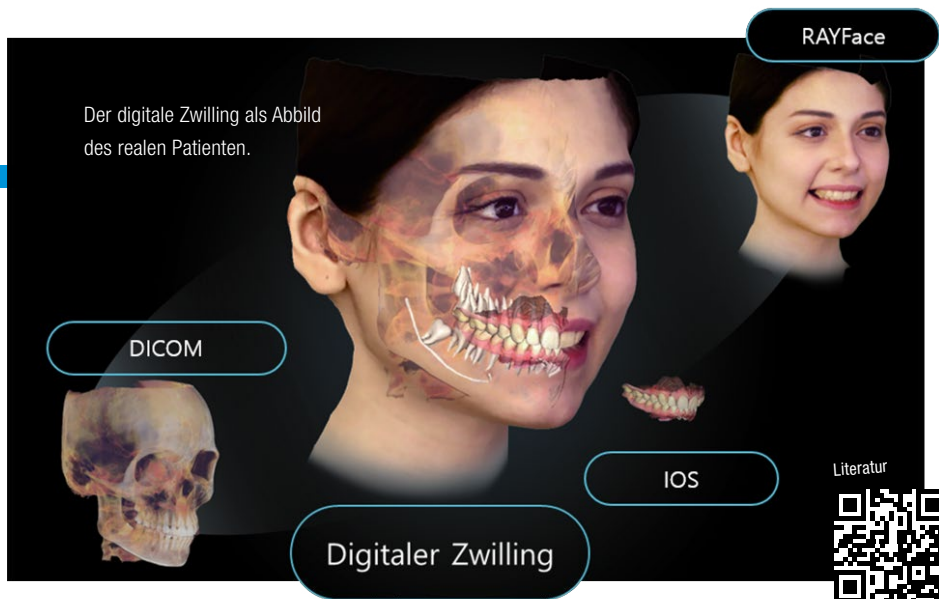 RAYFace
Der digitale Zwilling als Abbild
des realen Patienten.
DICOM
IOS
Literatur
Digitaler Zwilling